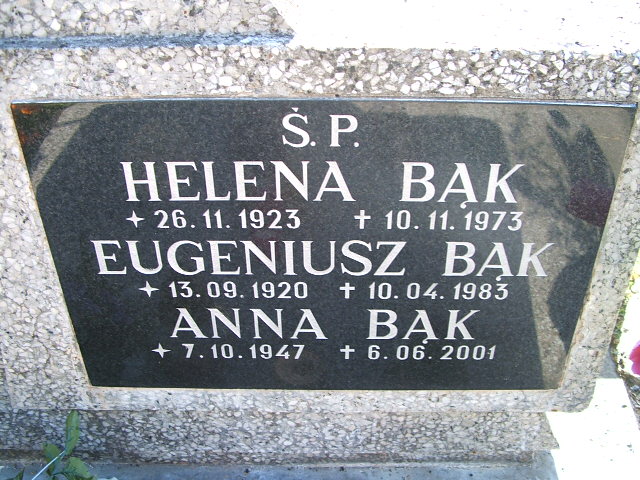 Ś.P.
HELENA BĄK
✦ 26.11.1923 ✝ 10.11.1973
EUGENIUSZ BĄK
✦ 13.09.1920 ✝ 10.04.1983
ANNA BĄK
✦ 7.10.1947 ✝ 6.06.2001